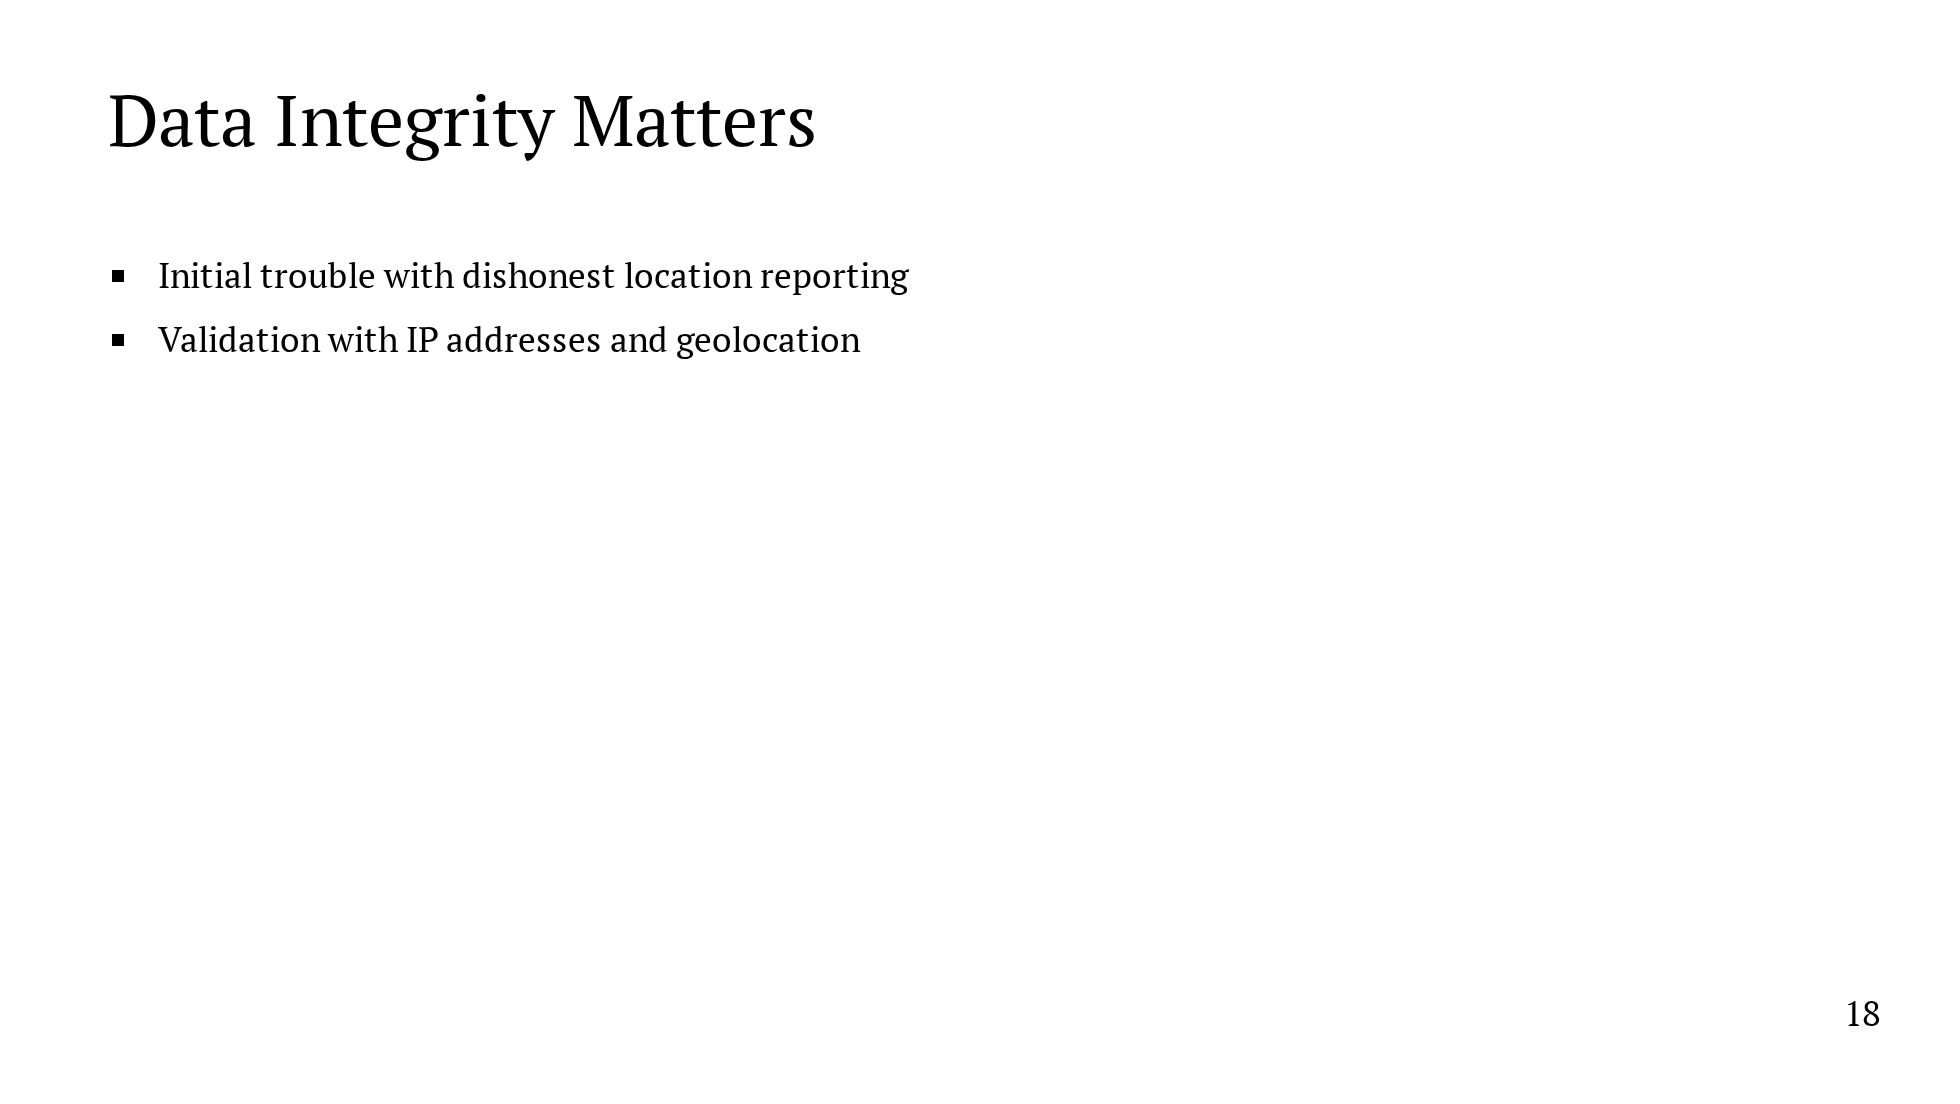 Data Integrity Matters
▪ Initial trouble with dishonest location reporting
▪ Validation with IP addresses and geolocation
18